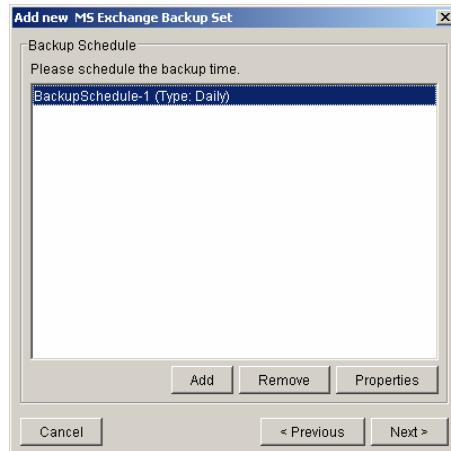 Add new MS Exchange Backup Set
Backup Schedule
Please schedule the backup time.
BackupSchedule-1 (Type: Daily)
Add Remove Properties
Cancel < Previous Next >